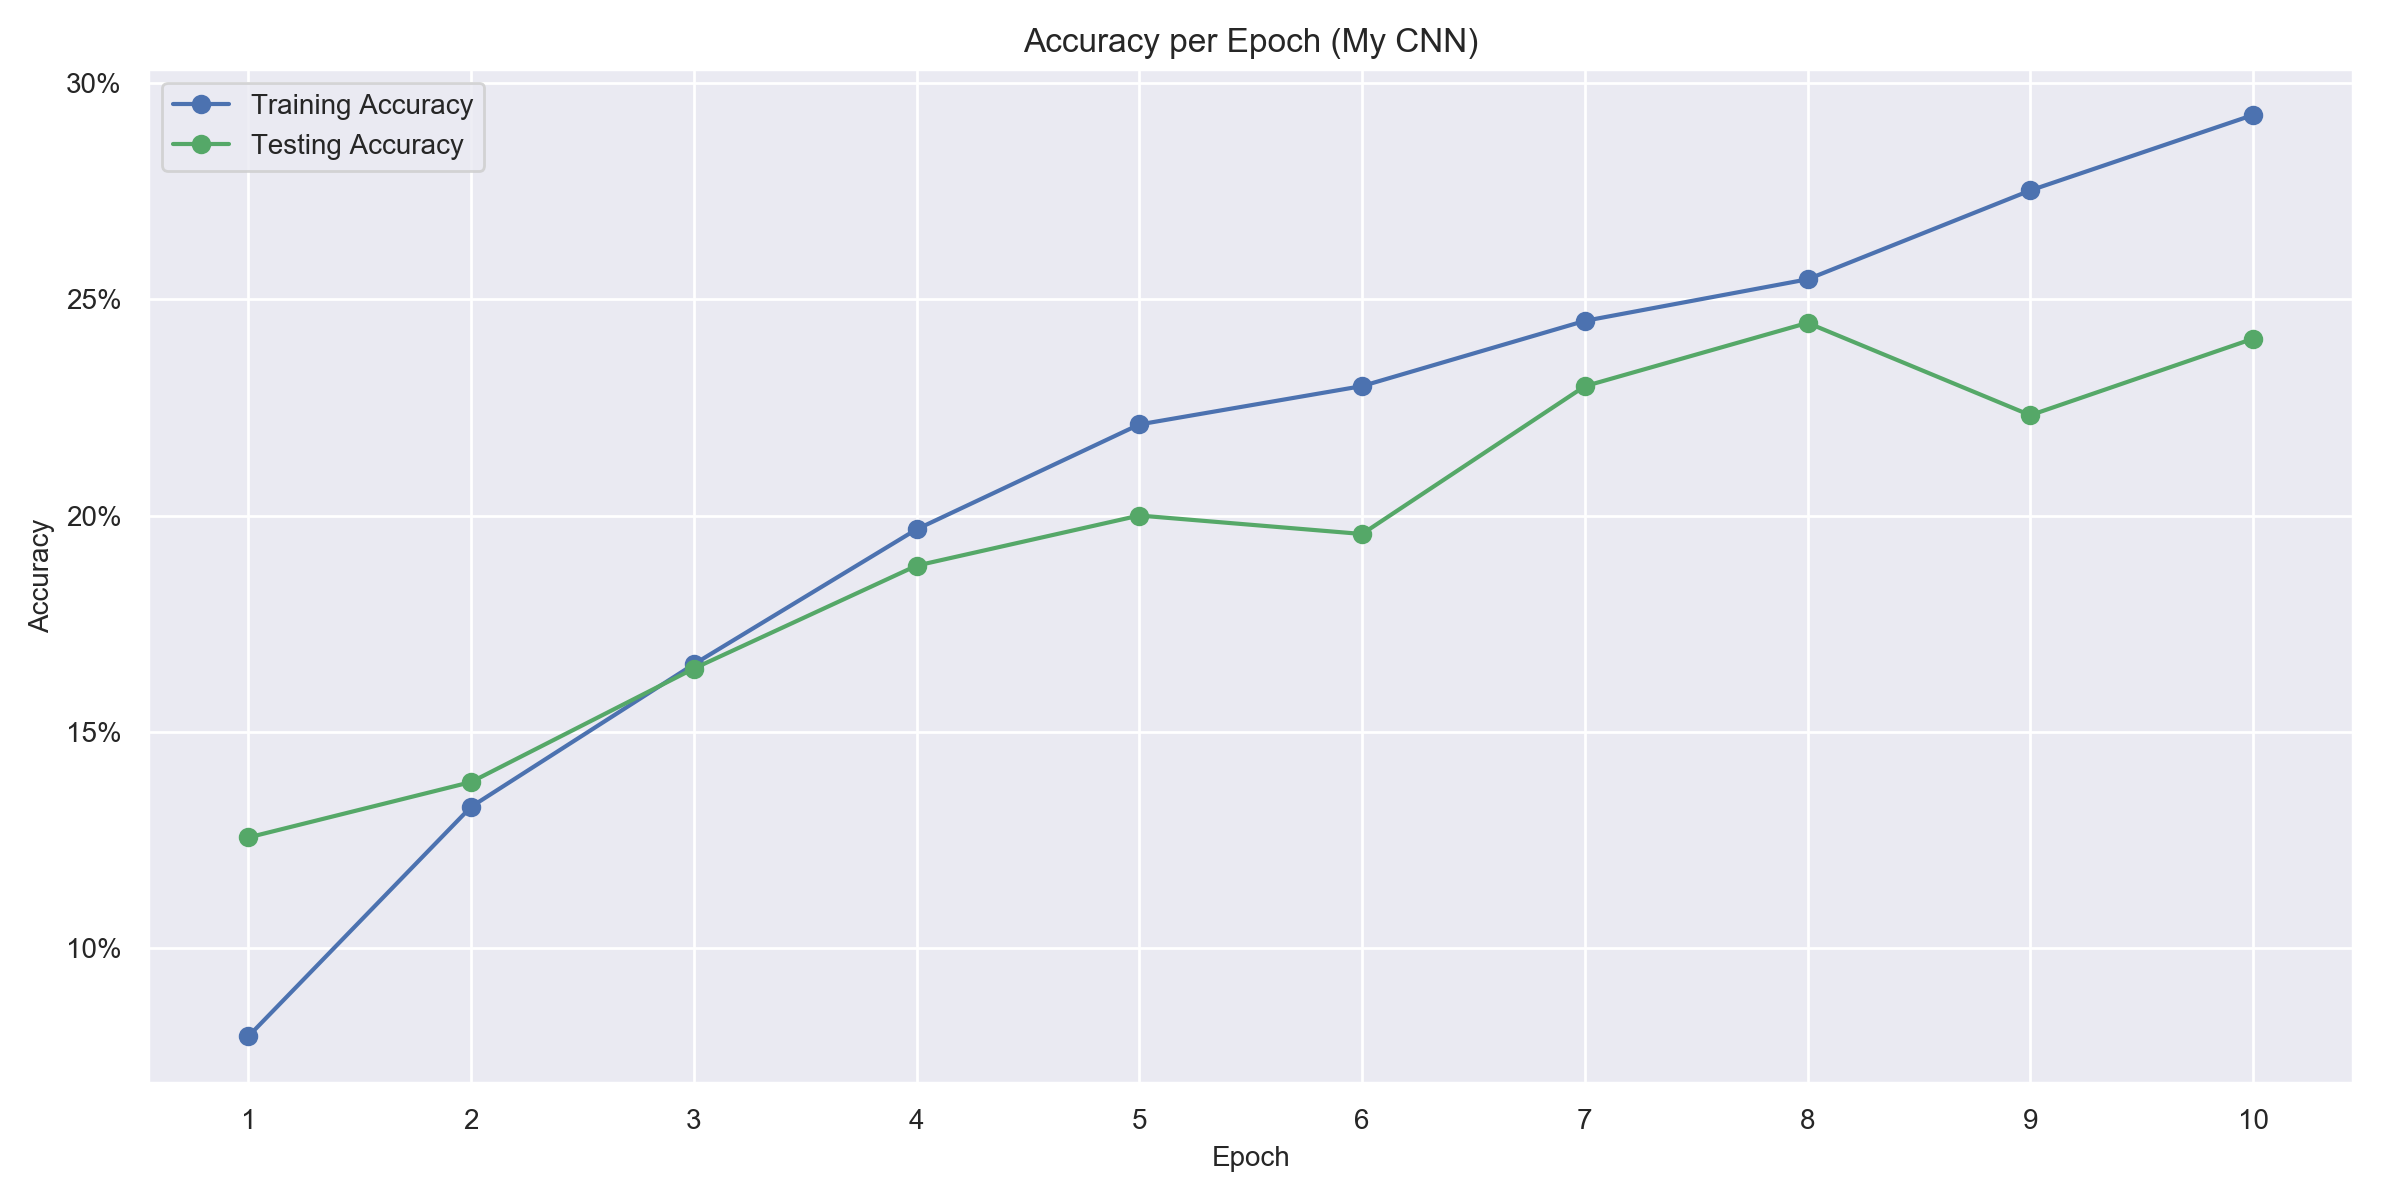 Accuracy per Epoch (My CNN)
Training Accuracy
Testing Accuracy
30%
25%
20%
15%
10%
Accuracy
1 2 3 4 5 6 7 8 9 10
Epoch